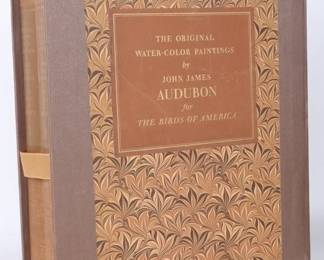 THE ORIGINAL
WATER-COLOR PAINTINGS
by
JOHN JAMES
AUDUBON
for
THE BIRDS OF AMERICA